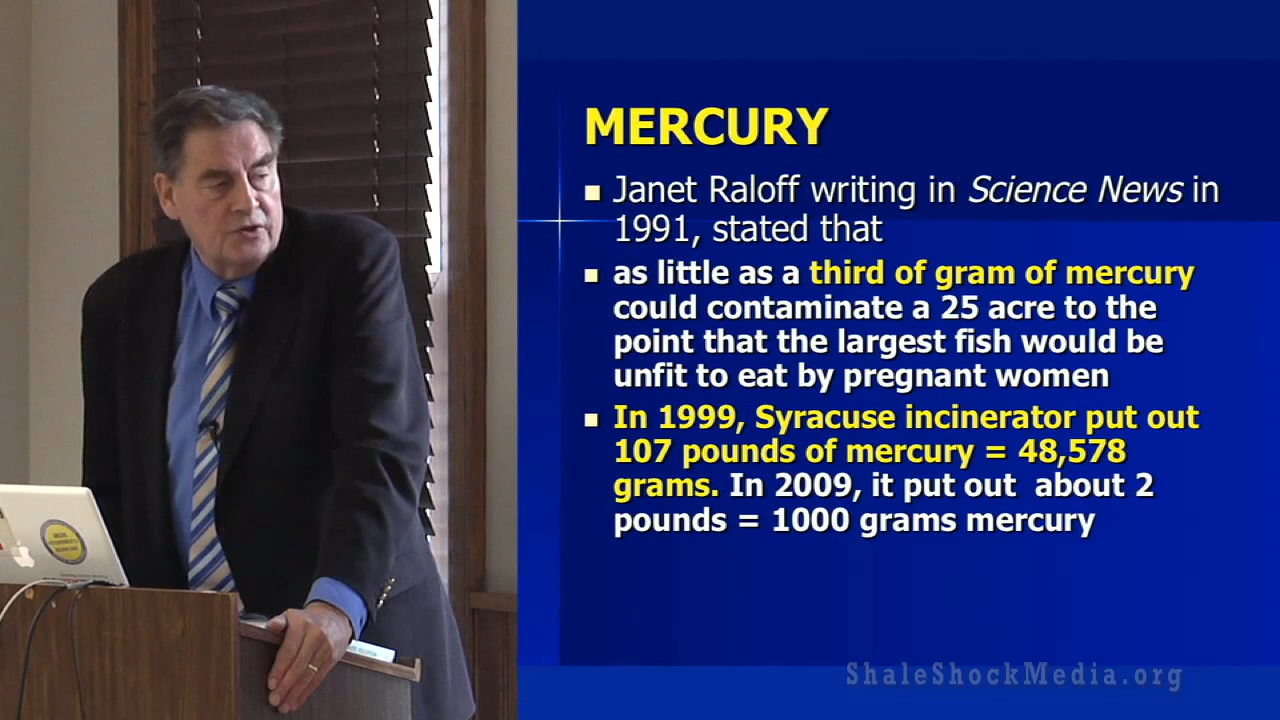 MERCURY
Janet Raloff writing in Science News in
1991, stated that
as little as a third of gram of mercury
could contaminate a 25 acre to the
point that the largest fish would be
unfit to eat by pregnant women
In 1999, Syracuse incinerator put out
107 pounds of mercury = 48,578
grams. In 2009, it put out about 2
pounds = 1000 grams mercury
ShaleShockMedia.org